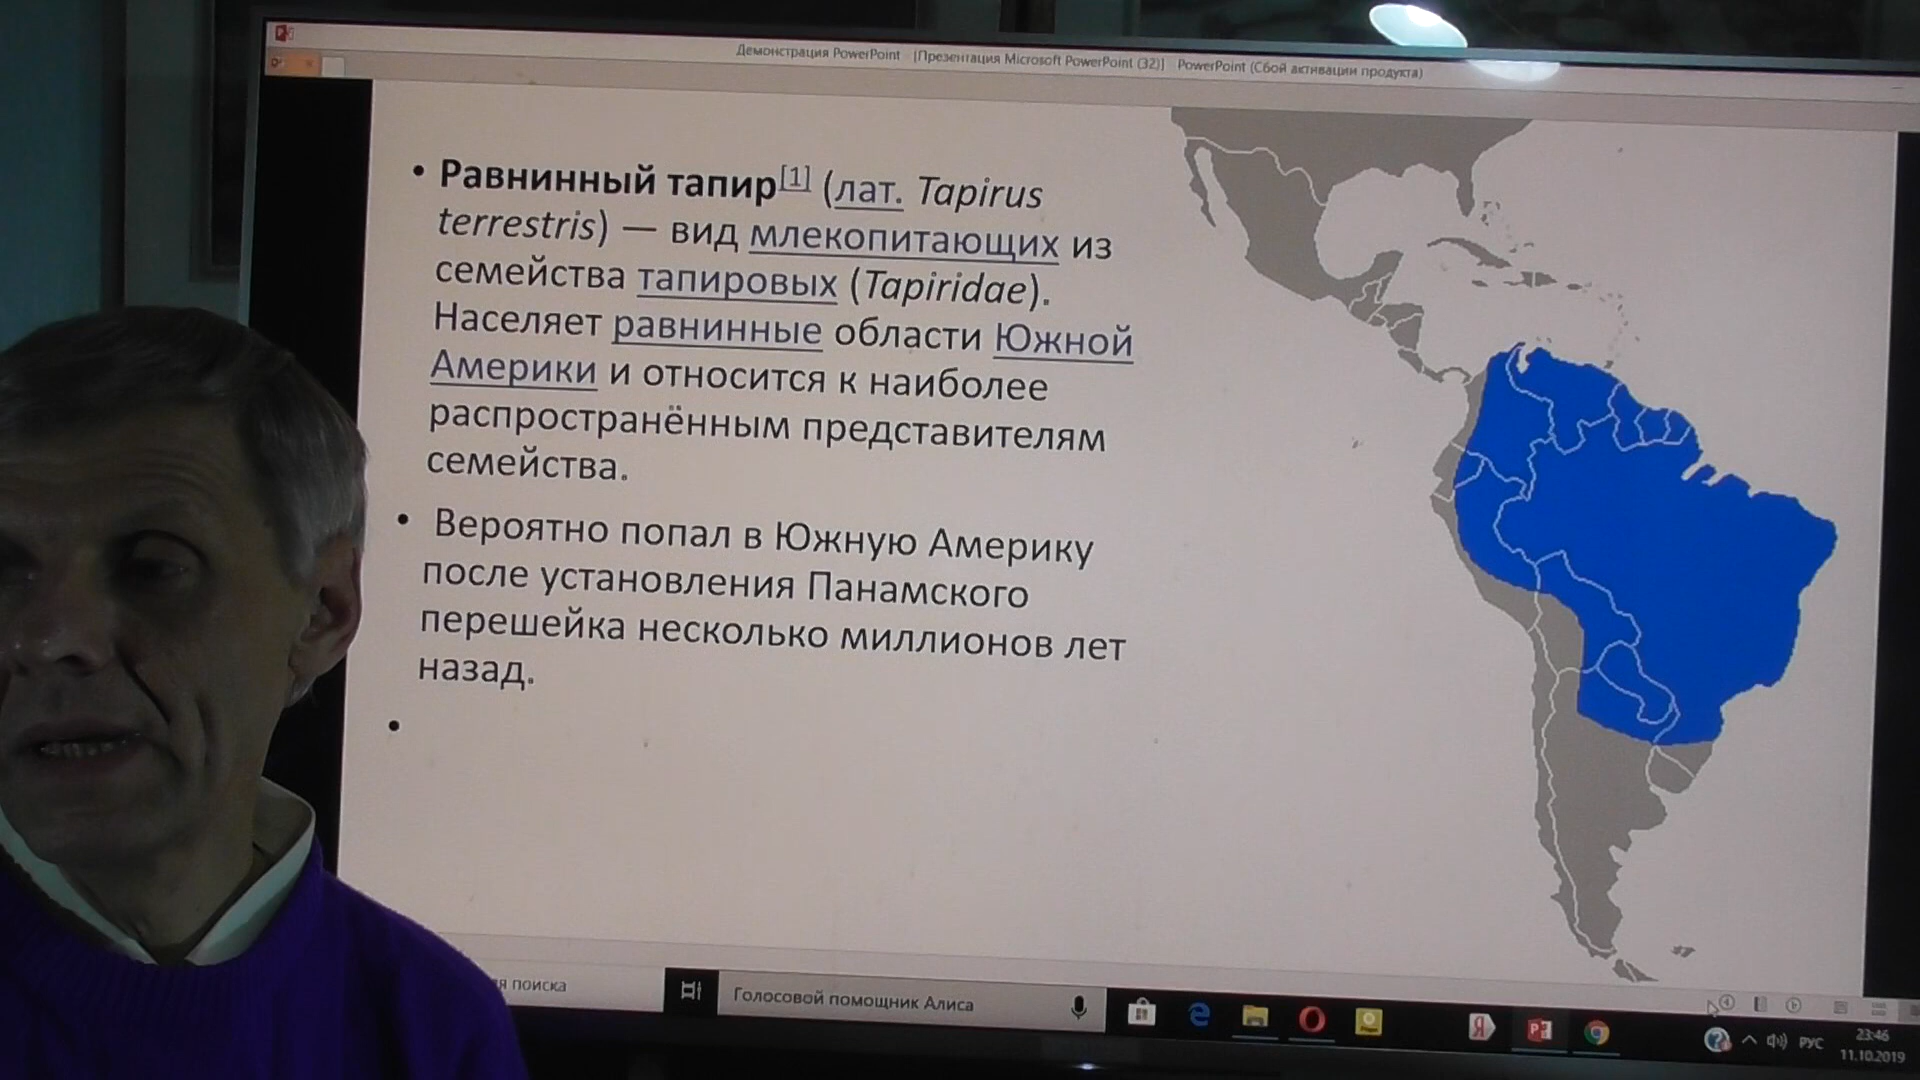 Демонстрация PowerPoint - [Презентация Microsoft PowerPoint (32)] - PowerPoint (Сбой активации продукта)
• Равнинный тапир[1] (лат. Tapirus
terrestris) — вид млекопитающих из
семейства тапировых (Tapiridae).
Населяет равнинные области Южной
Америки и относится к наиболее
распространённым представителям
семейства.
• Вероятно попал в Южную Америку
после установления Панамского
перешейка несколько миллионов лет
назад.
•
поиска
Голосовой помощник Алиса
Я
РУС
23:46
11.10.2019